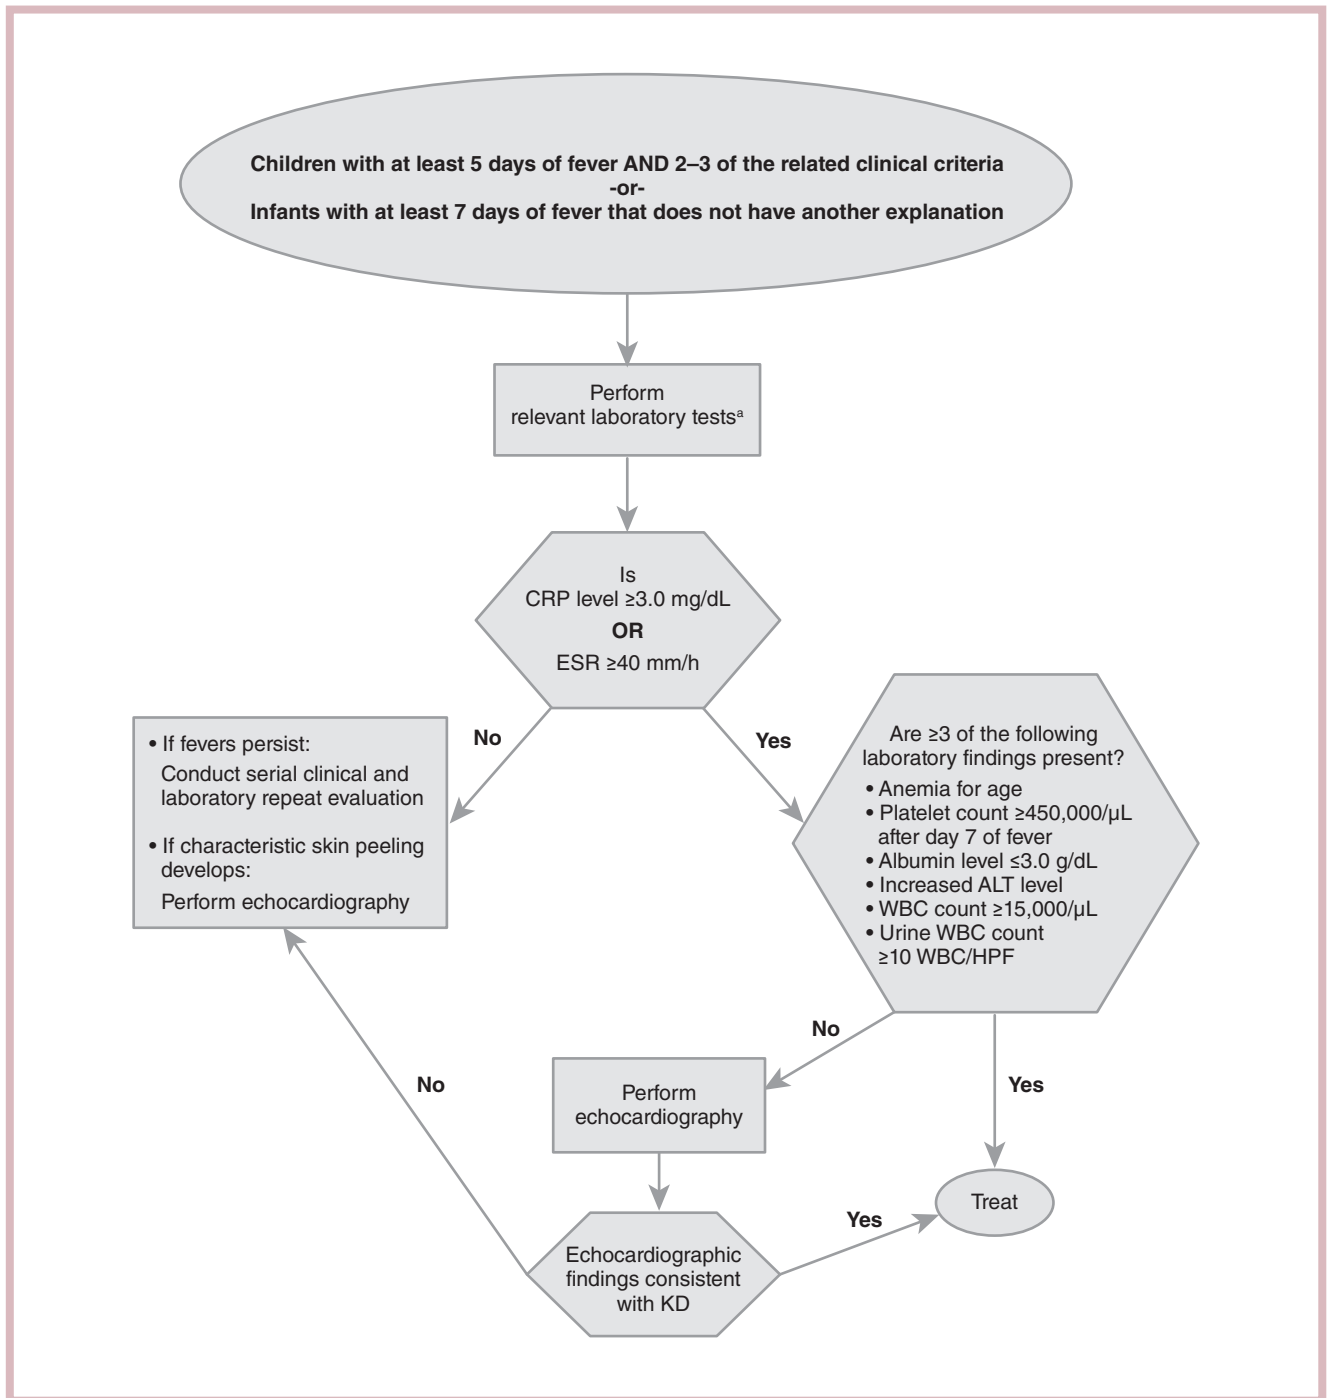 Children with at least 5 days of fever AND 2–3 of the related clinical criteria
-or-
Infants with at least 7 days of fever that does not have another explanation
Perform
relevant laboratory testsᵃ
Is
CRP level ≥3.0 mg/dL
OR
ESR ≥40 mm/h
No
Yes
• If fevers persist:
Conduct serial clinical and
laboratory repeat evaluation
• If characteristic skin peeling
develops:
Perform echocardiography
Are ≥3 of the following
laboratory findings present?
• Anemia for age
• Platelet count ≥450,000/μL
after day 7 of fever
• Albumin level ≤3.0 g/dL
• Increased ALT level
• WBC count ≥15,000/μL
• Urine WBC count
≥10 WBC/HPF
No
Yes
Perform
echocardiography
No
Yes
Treat
Echocardiographic
findings consistent
with KD